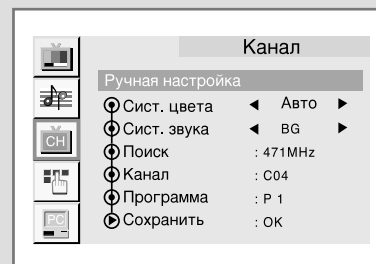 Канал
Ручная настройка
Сист. цвета ◀ Авто ▶
Сист. звука ◀ BG ▶
Поиск : 471MHz
Канал : C04
Программа : P 1
Сохранить : OK
CH
PC